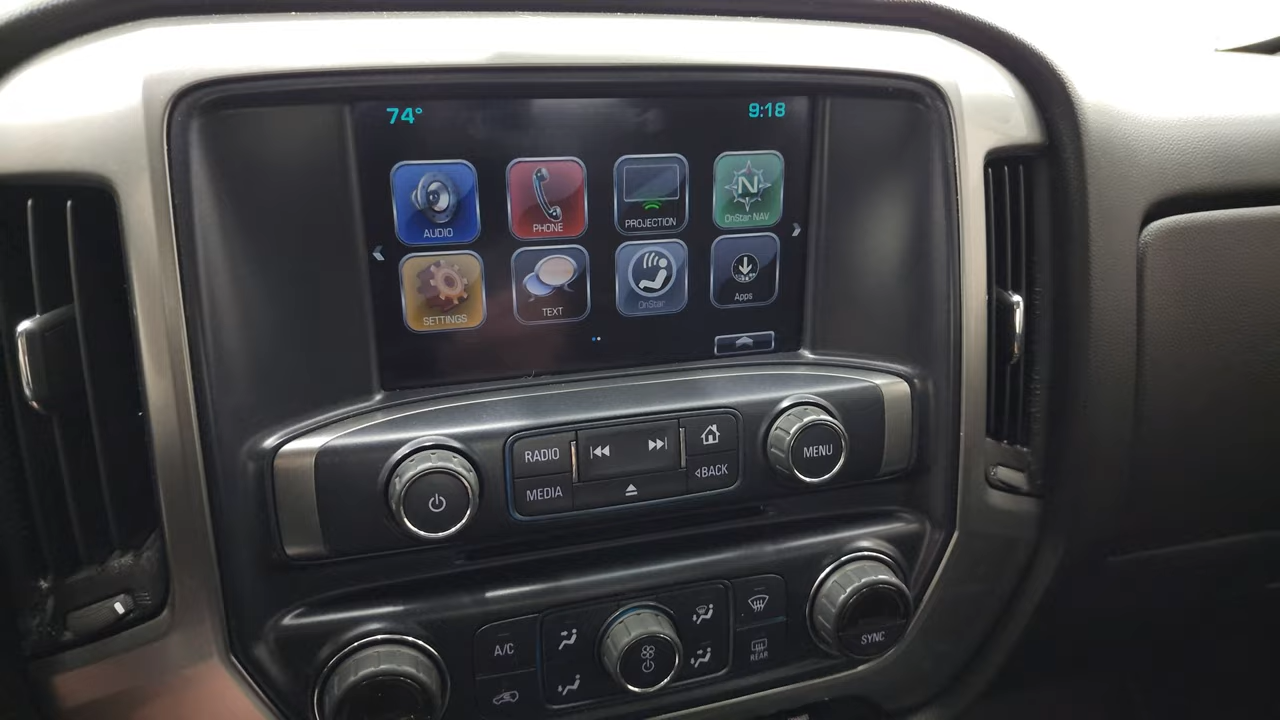 74°
9:18
AUDIO
PHONE
PROJECTION
N
OnStar NAV
SETTINGS
TEXT
OnStar
Apps
RADIO
MEDIA
BACK
MENU
A/C
REAR
SYNC